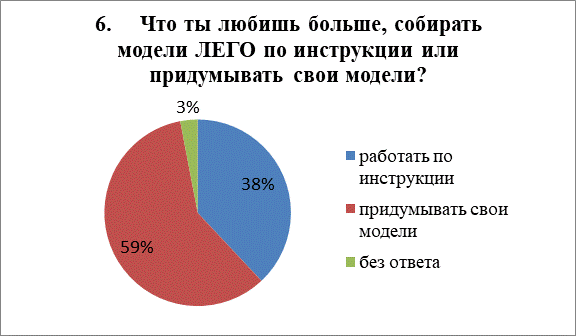 6. Что ты любишь больше, собирать
модели ЛЕГО по инструкции или
придумывать свои модели?
3%
38%
59%
работать по
инструкции
придумывать свои
модели
без ответа